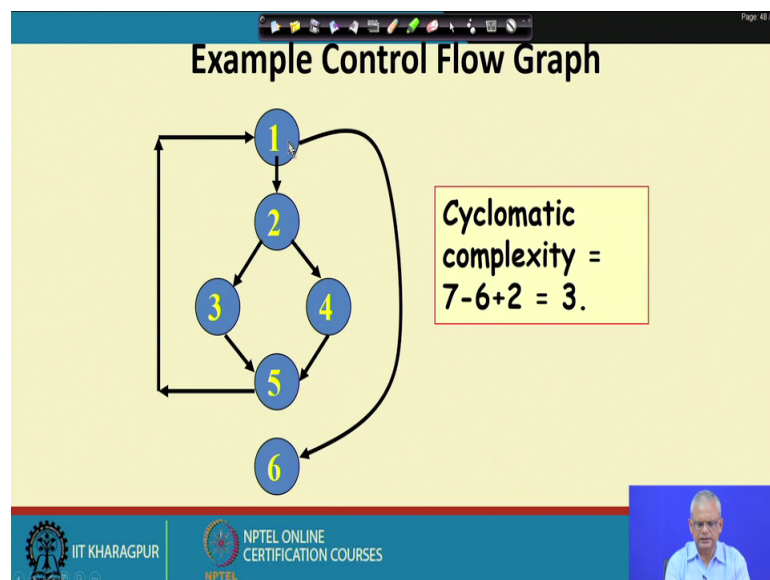 Page: 48 /
Example Control Flow Graph
1
2
3
4
5
6
Cyclomatic
complexity =
7-6+2 = 3.
IIT KHARAGPUR
NPTEL ONLINE
CERTIFICATION COURSES
NPTEL